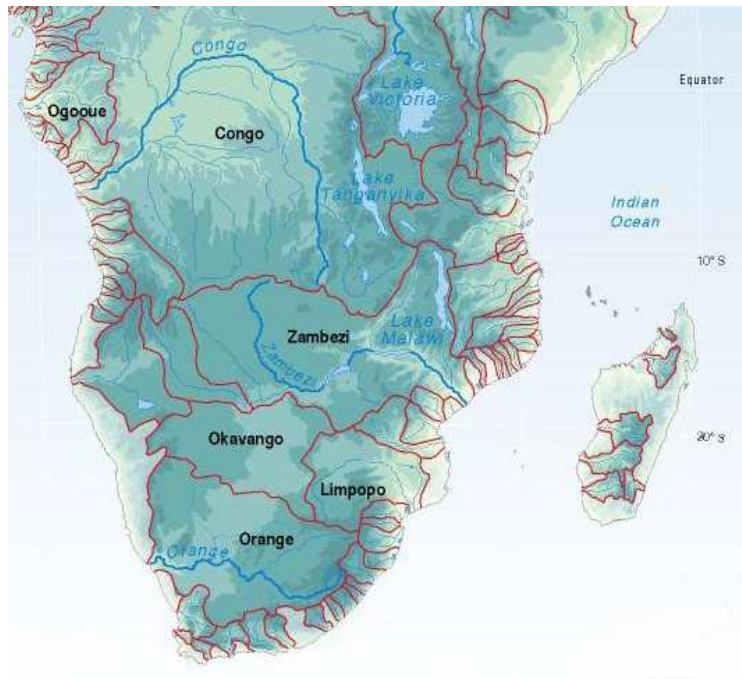 Congo
Lake
Victoria
Equator
Ogooue
Congo
Lake
Tanganyika
Indian
Ocean
10° S
Zambezi
Lake
Malawi
Zambezi
Okavango
20° S
Limpopo
Orange
Orange